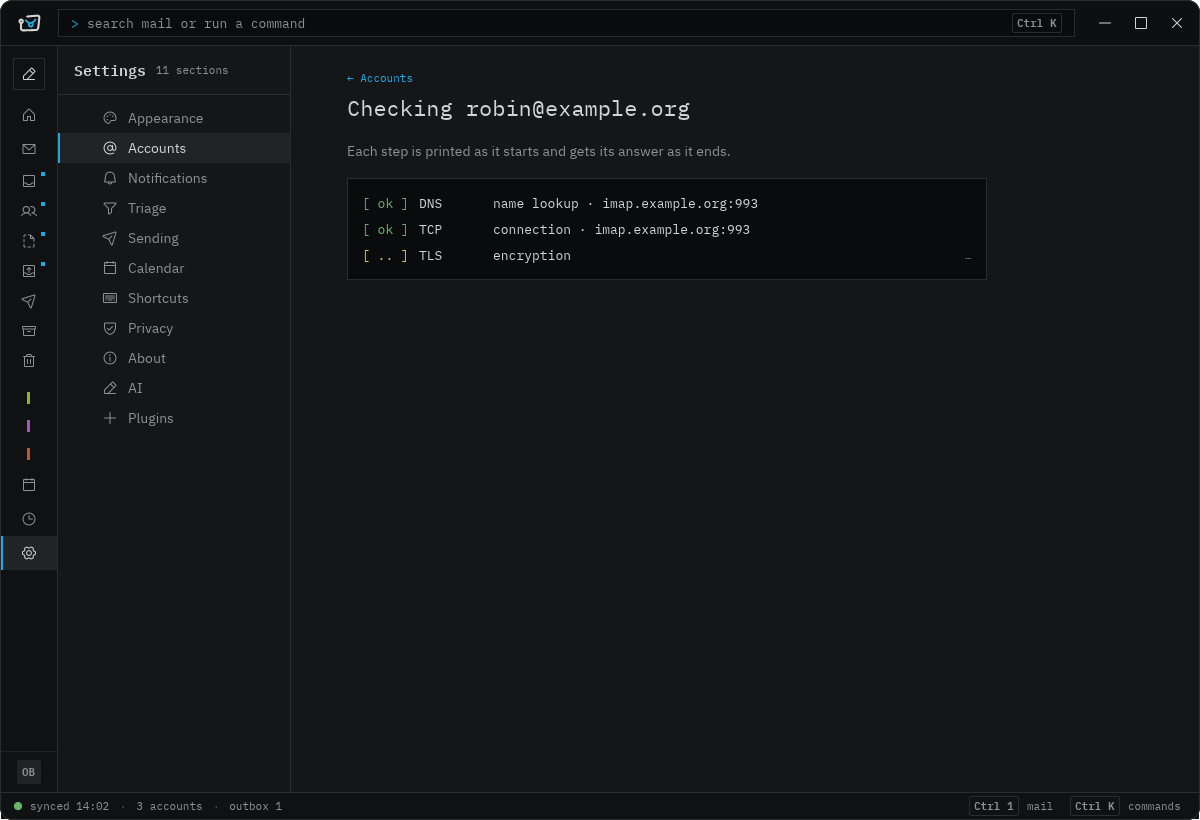 > search mail or run a command
Ctrl K
Settings 11 sections
Appearance
Accounts
Notifications
Triage
Sending
Calendar
Shortcuts
Privacy
About
AI
Plugins
← Accounts
Checking robin@example.org
Each step is printed as it starts and gets its answer as it ends.
[ ok ] DNS name lookup · imap.example.org:993
[ ok ] TCP connection · imap.example.org:993
[ .. ] TLS encryption …
OB
synced 14:02 · 3 accounts · outbox 1
Ctrl 1 mail Ctrl K commands